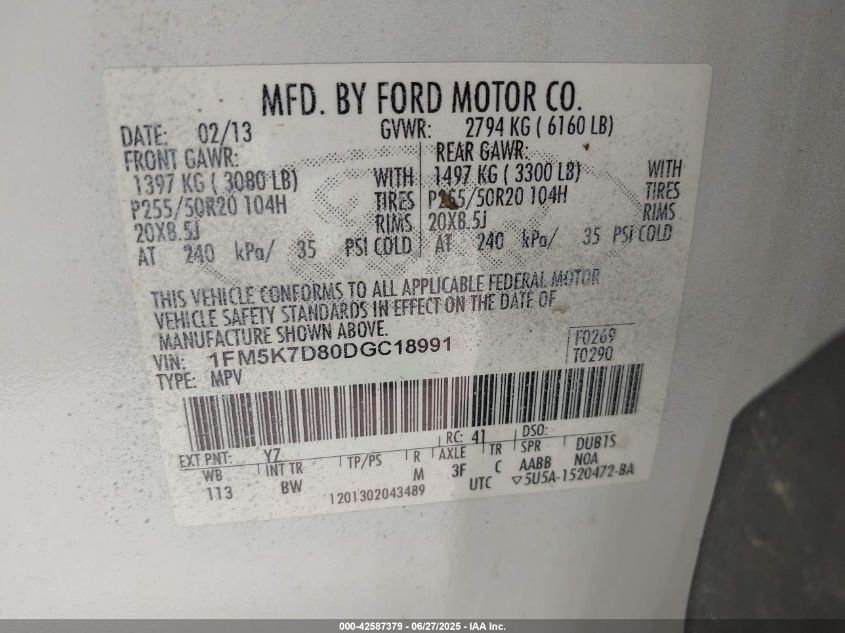 MFD. BY FORD MOTOR CO.
DATE: 02/13 GVWR: 2794 KG ( 6160 LB)
FRONT GAWR: REAR GAWR:
1397 KG ( 3080 LB) WITH 1497 KG ( 3300 LB) WITH
P255/50R20 104H TIRES P255/50R20 104H TIRES
20X8.5J RIMS 20X8.5J RIMS
AT 240 kPa/ 35 PSI COLD AT 240 kPa/ 35 PSI COLD
THIS VEHICLE CONFORMS TO ALL APPLICABLE FEDERAL MOTOR
VEHICLE SAFETY STANDARDS IN EFFECT ON THE DATE OF
MANUFACTURE SHOWN ABOVE.
VIN: 1FM5K7D80DGC18991 F0269
TYPE: MPV T0290
EXT PNT: YZ RC: 41 DSO:
WB INT TR TP/PS R AXLE TR SPR DUB1S
113 BW M 3F C AABB NOA
1201302043489 UTC ▽5U5A-1520472-BA
000-42587379 - 06/27/2025 - IAA Inc.